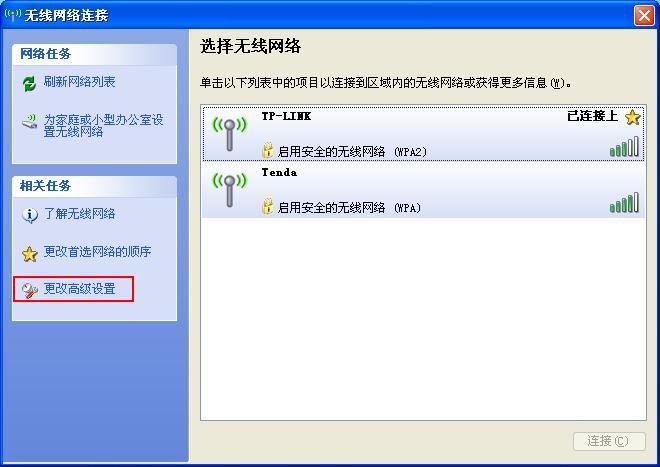 无线网络连接
网络任务
刷新网络列表
为家庭或小型办公室设
置无线网络
相关任务
了解无线网络
更改首选网络的顺序
更改高级设置
选择无线网络
单击以下列表中的项目以连接到区域内的无线网络或获得更多信息(W)。
TP-LINK 已连接上
启用安全的无线网络 (WPA2)
Tenda
启用安全的无线网络 (WPA)
连接(C)